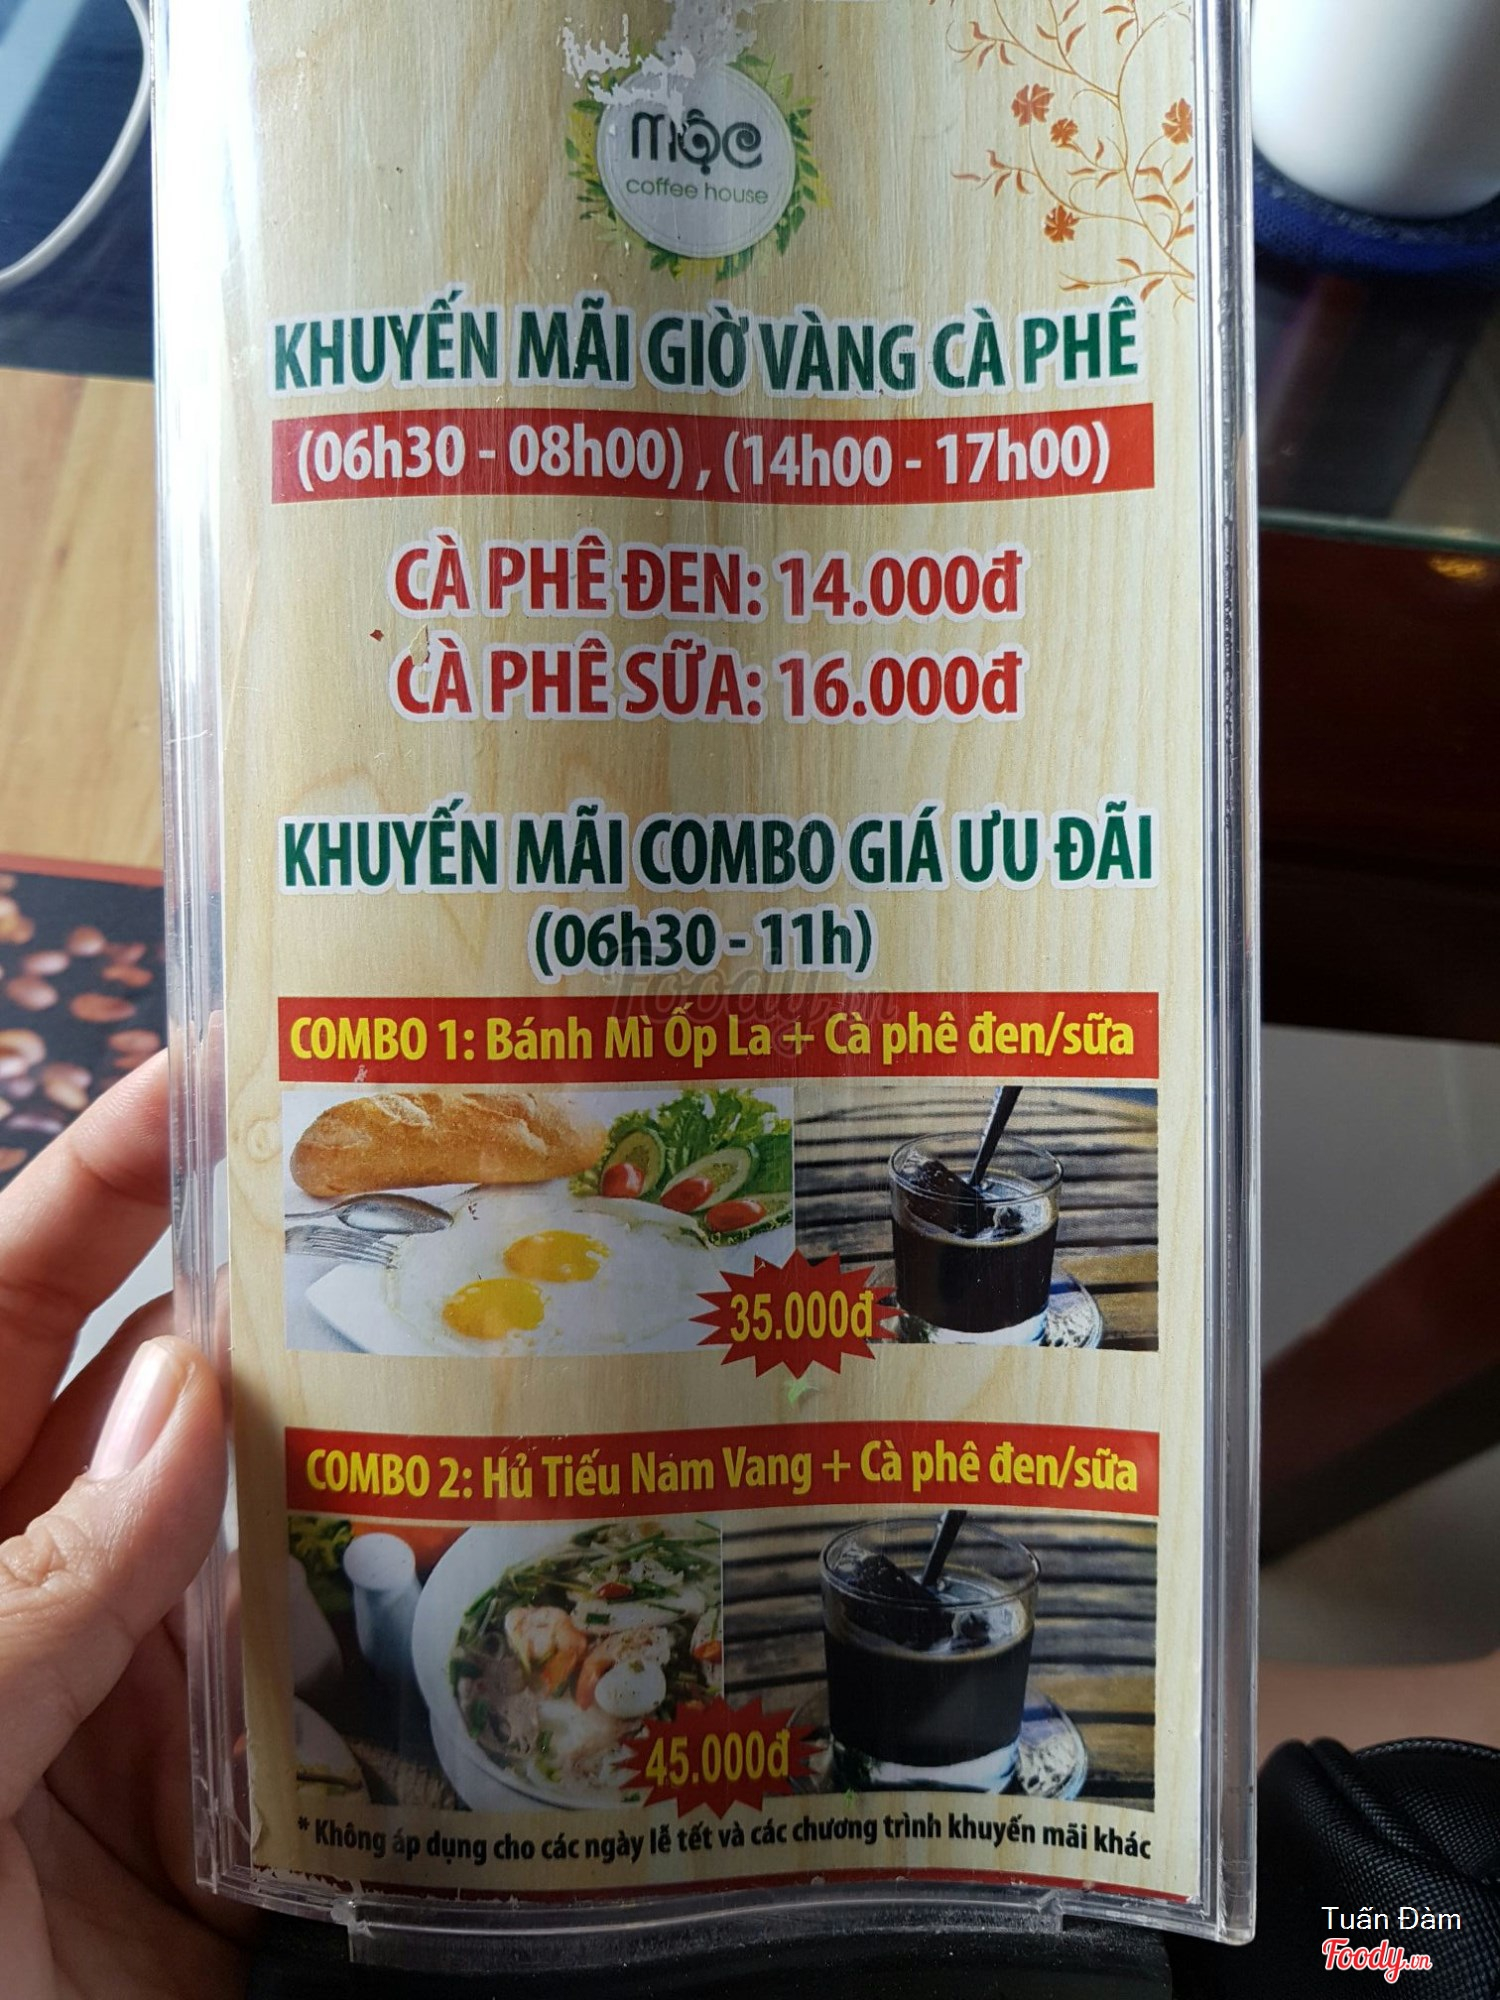 mộc
coffee house
KHUYẾN MÃI GIỜ VÀNG CÀ PHÊ
(06h30 - 08h00) , (14h00 - 17h00)
CÀ PHÊ ĐEN: 14.000đ
CÀ PHÊ SỮA: 16.000đ
KHUYẾN MÃI COMBO GIÁ ƯU ĐÃI
(06h30 - 11h)
Foody.vn
COMBO 1: Bánh Mì Ốp La + Cà phê đen/sữa
35.000đ
COMBO 2: Hủ Tiếu Nam Vang + Cà phê đen/sữa
45.000đ
* Không áp dụng cho các ngày lễ tết và các chương trình khuyến mãi khác
Tuấn Đàm
Foody.vn